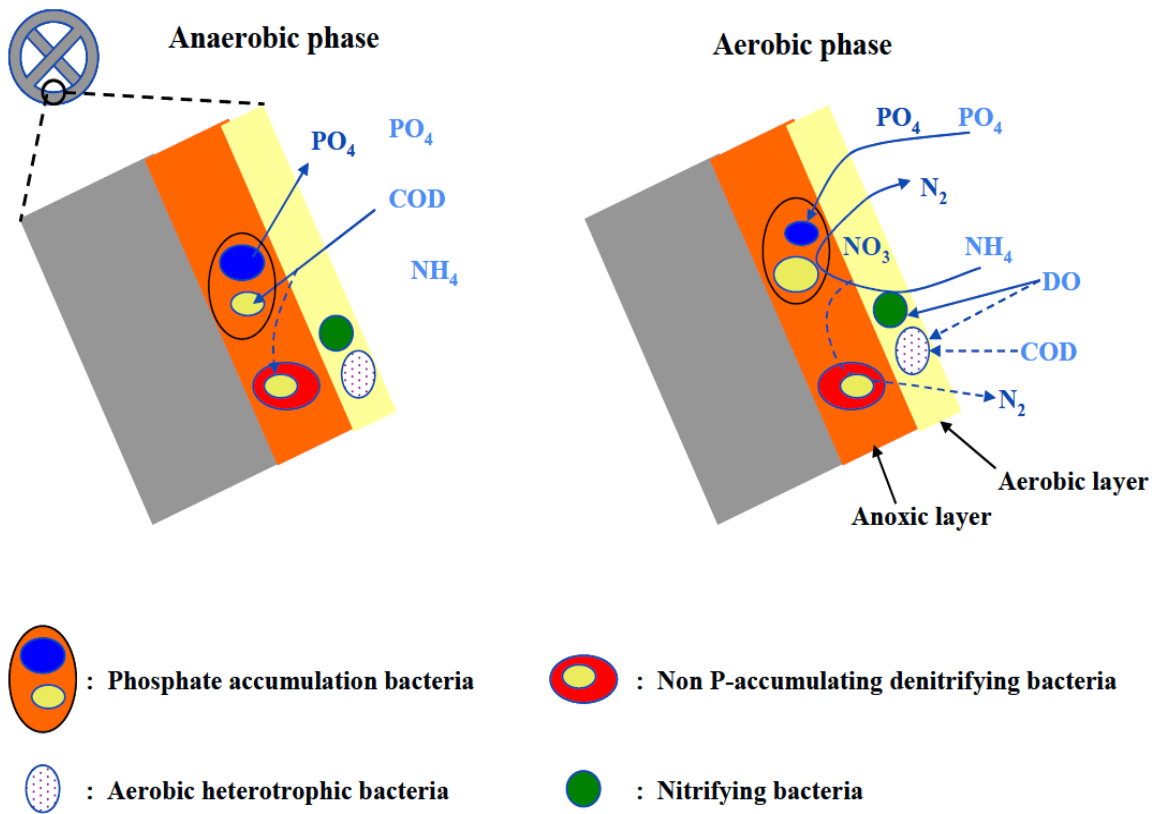 Anaerobic phase
PO4
PO4
COD
NH4
Aerobic phase
PO4
PO4
N2
NO3
NH4
DO
COD
N2
Aerobic layer
Anoxic layer
: Phosphate accumulation bacteria
: Non P-accumulating denitrifying bacteria
: Aerobic heterotrophic bacteria
: Nitrifying bacteria